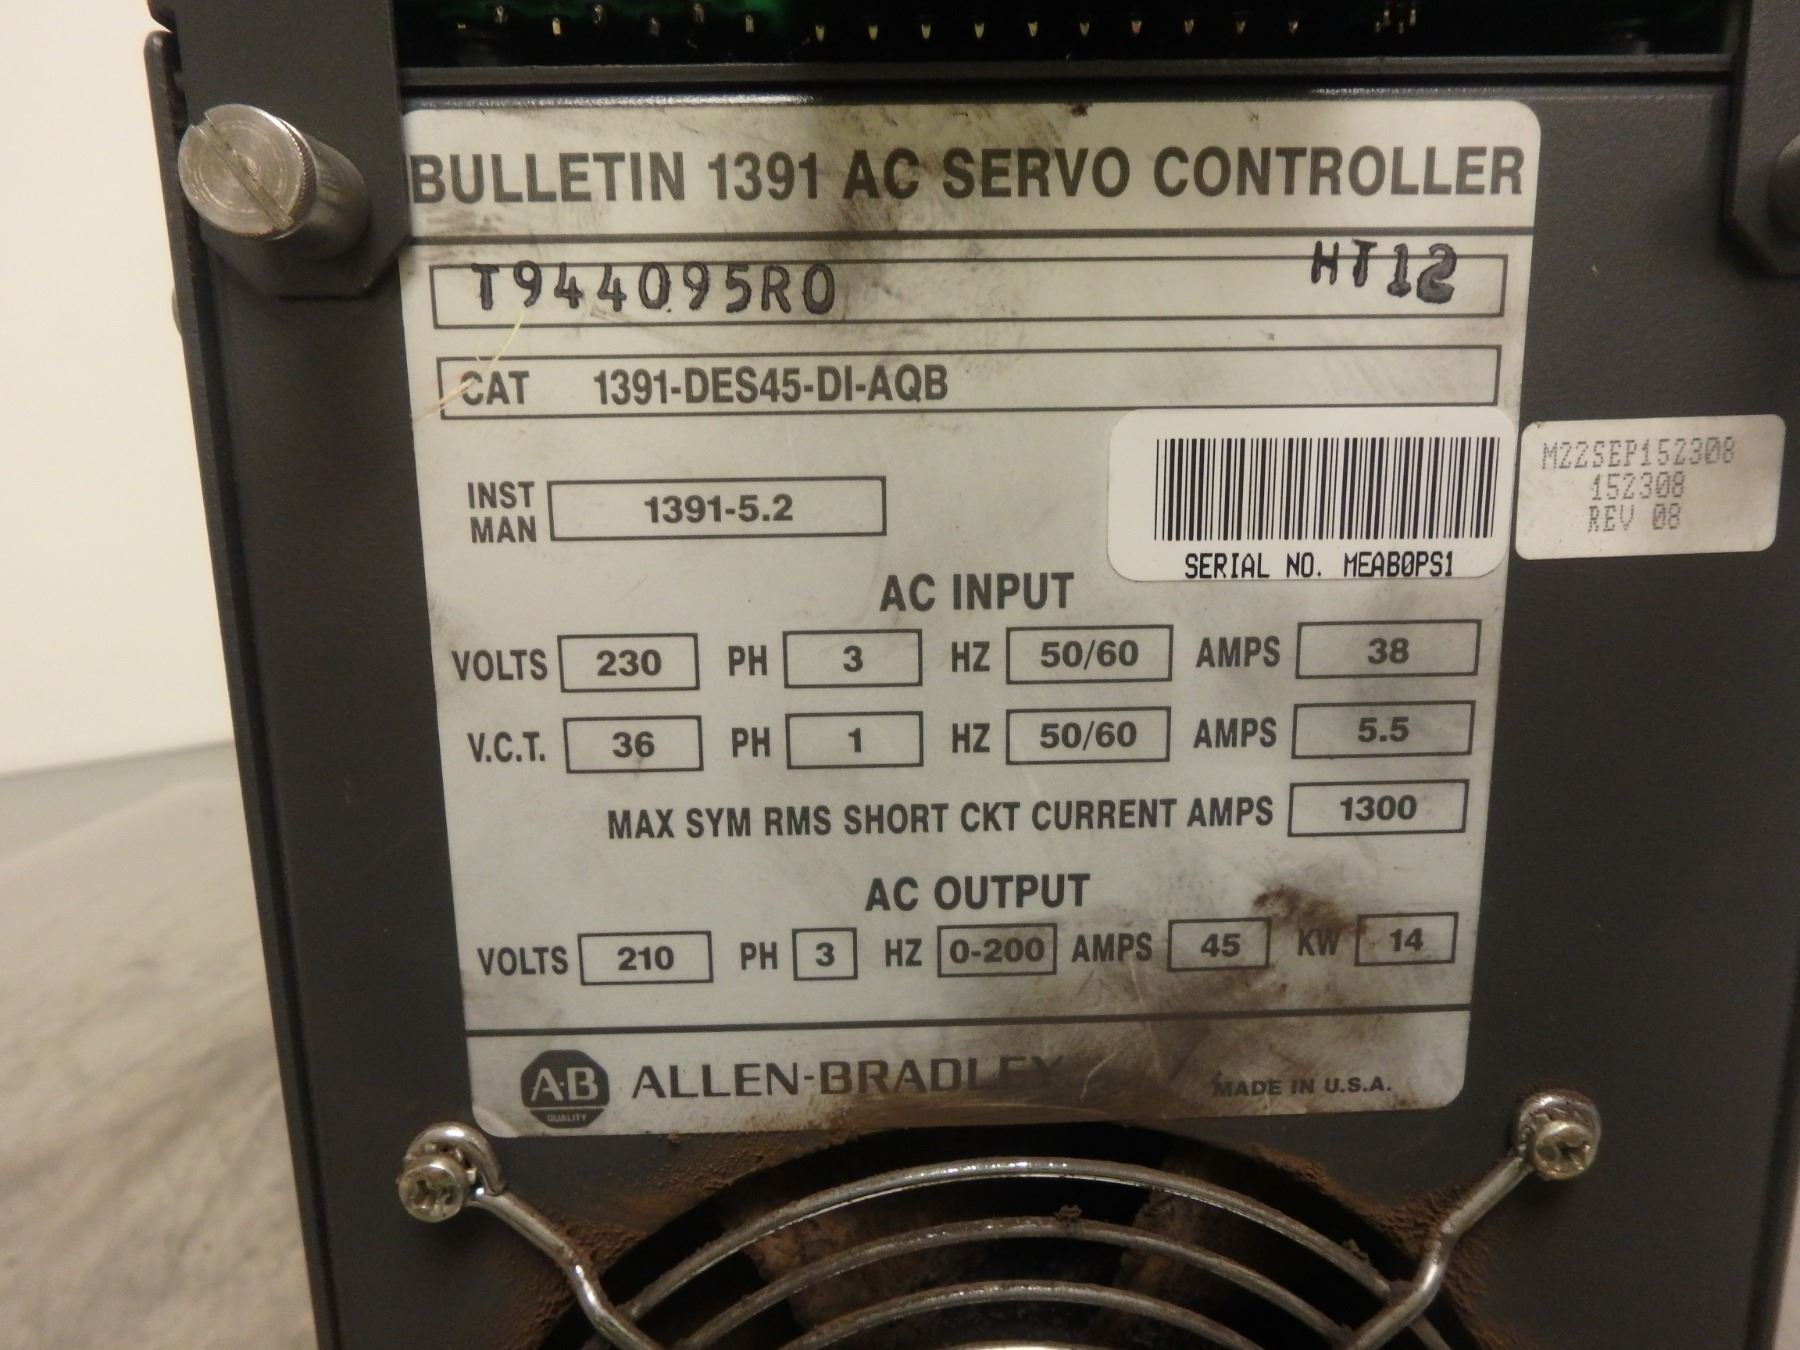 BULLETIN 1391 AC SERVO CONTROLLER
T944095R0 HT12
CAT 1391-DES45-DI-AQB
M22SEP152308
152308
REV 08
INST MAN 1391-5.2
SERIAL NO. MEAB0PS1
AC INPUT
VOLTS 230 PH 3 HZ 50/60 AMPS 38
V.C.T. 36 PH 1 HZ 50/60 AMPS 5.5
MAX SYM RMS SHORT CKT CURRENT AMPS 1300
AC OUTPUT
VOLTS 210 PH 3 HZ 0-200 AMPS 45 KW 14
A·B QUALITY ALLEN-BRADLEY MADE IN U.S.A.